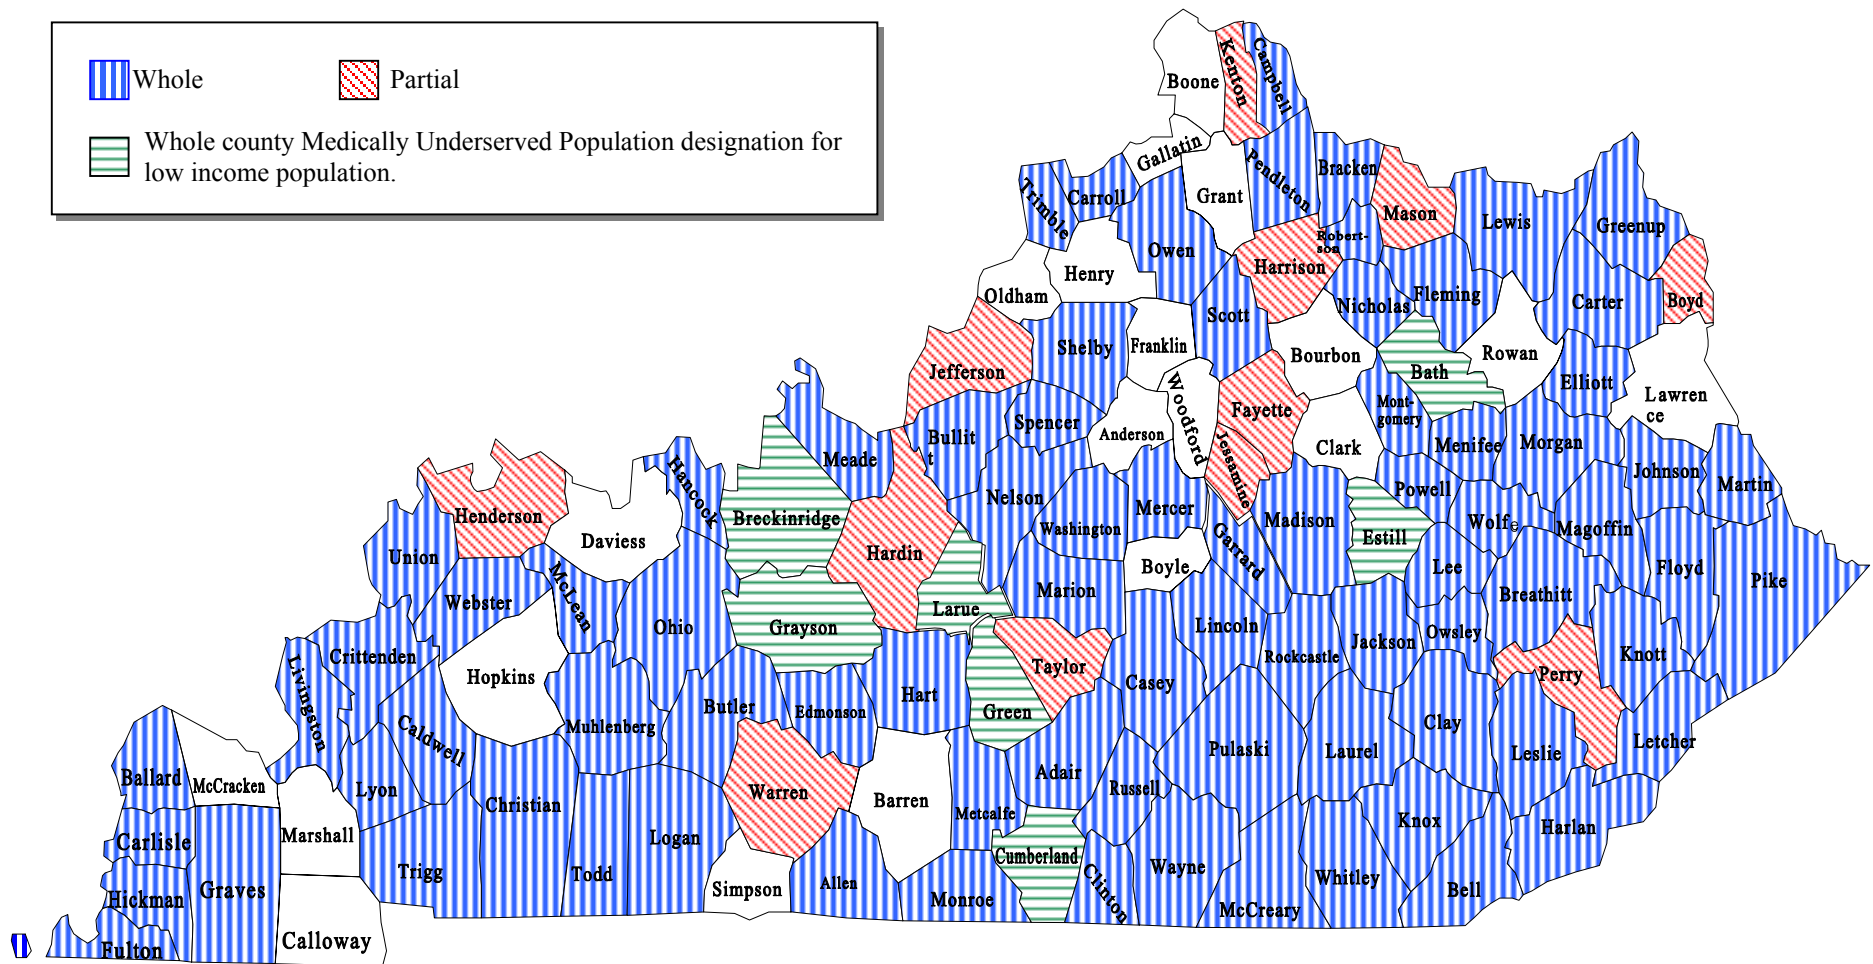 Whole
Partial
Whole county Medically Underserved Population designation for
low income population.
Boone
Kenton
Campbell
Gallatin
Grant
Pendleton
Bracken
Mason
Lewis
Greenup
Trimble
Carroll
Owen
Robert-
son
Harrison
Henry
Oldham
Nicholas
Fleming
Carter
Boyd
Scott
Shelby
Franklin
Bourbon
Rowan
Bath
Elliott
Lawren
ce
Jefferson
Woodford
Fayette
Mont-
gomery
Bullit
t
Spencer
Anderson
Clark
Menifee
Morgan
Jessamine
Johnson
Martin
Meade
Hancock
Breckinridge
Nelson
Washington
Mercer
Madison
Powell
Wolfe
Magoffin
Henderson
Daviess
Hardin
Estill
Garrard
Boyle
Lee
Floyd
Pike
Union
Webster
McLean
Ohio
Grayson
Larue
Marion
Lincoln
Breathitt
Rockcastle
Jackson
Owsley
Knott
Perry
Crittenden
Livingston
Hopkins
Taylor
Casey
Hart
Green
Edmonson
Butler
Muhlenberg
Caldwell
Clay
Leslie
Letcher
Laurel
Pulaski
Adair
Russell
Ballard
McCracken
Lyon
Christian
Warren
Barren
Metcalfe
Knox
Harlan
Marshall
Carlisle
Trigg
Todd
Logan
Cumberland
Clinton
Wayne
Whitley
Bell
Hickman
Graves
Simpson
Allen
Monroe
McCreary
Fulton
Calloway